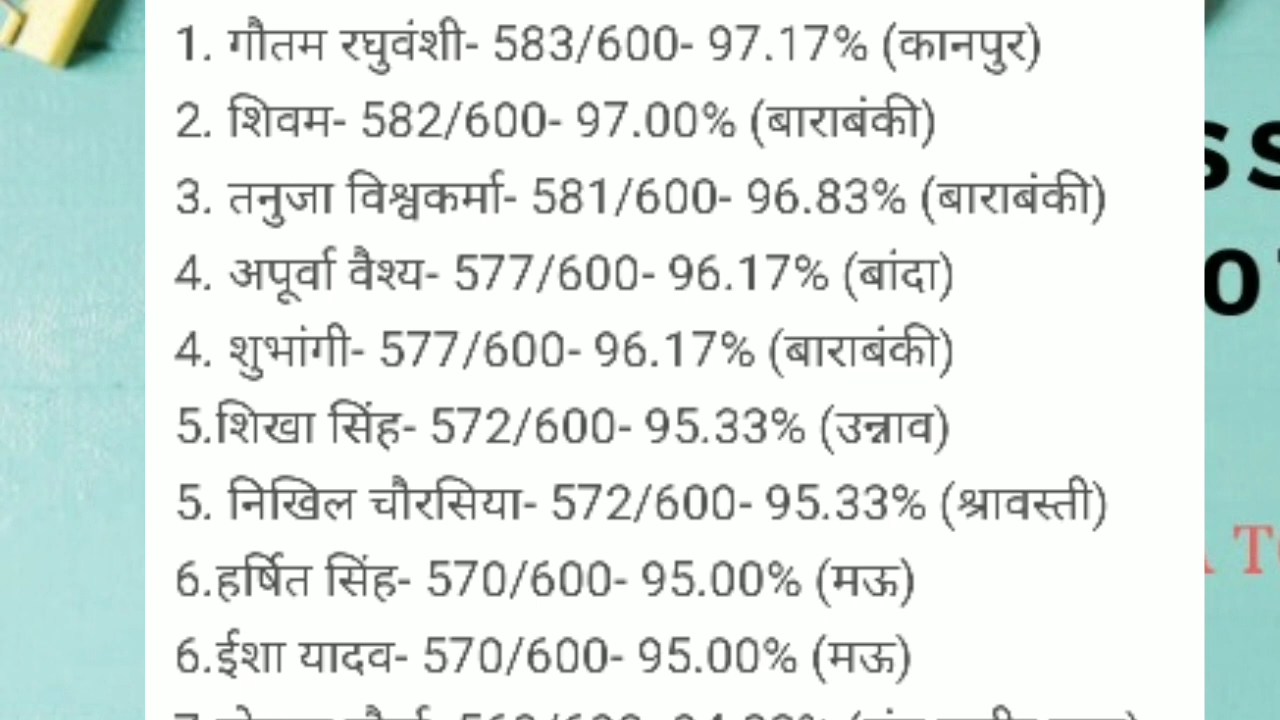 1. गौतम रघुवंशी- 583/600- 97.17% (कानपुर)
2. शिवम- 582/600- 97.00% (बाराबंकी)
3. तनुजा विश्वकर्मा- 581/600- 96.83% (बाराबंकी)
4. अपूर्वा वैश्य- 577/600- 96.17% (बांदा)
4. शुभांगी- 577/600- 96.17% (बाराबंकी)
5.शिखा सिंह- 572/600- 95.33% (उन्नाव)
5. निखिल चौरसिया- 572/600- 95.33% (श्रावस्ती)
6.हर्षित सिंह- 570/600- 95.00% (मऊ)
6.ईशा यादव- 570/600- 95.00% (मऊ)